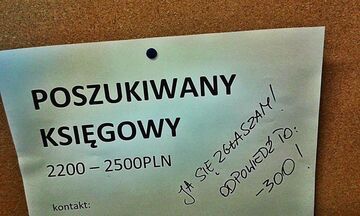 POSZUKIWANY
KSIĘGOWY
2200 – 2500PLN
kontakt:
JA SIĘ ZGŁASZAM!
ODPOWIEDŹ TO:
-300!